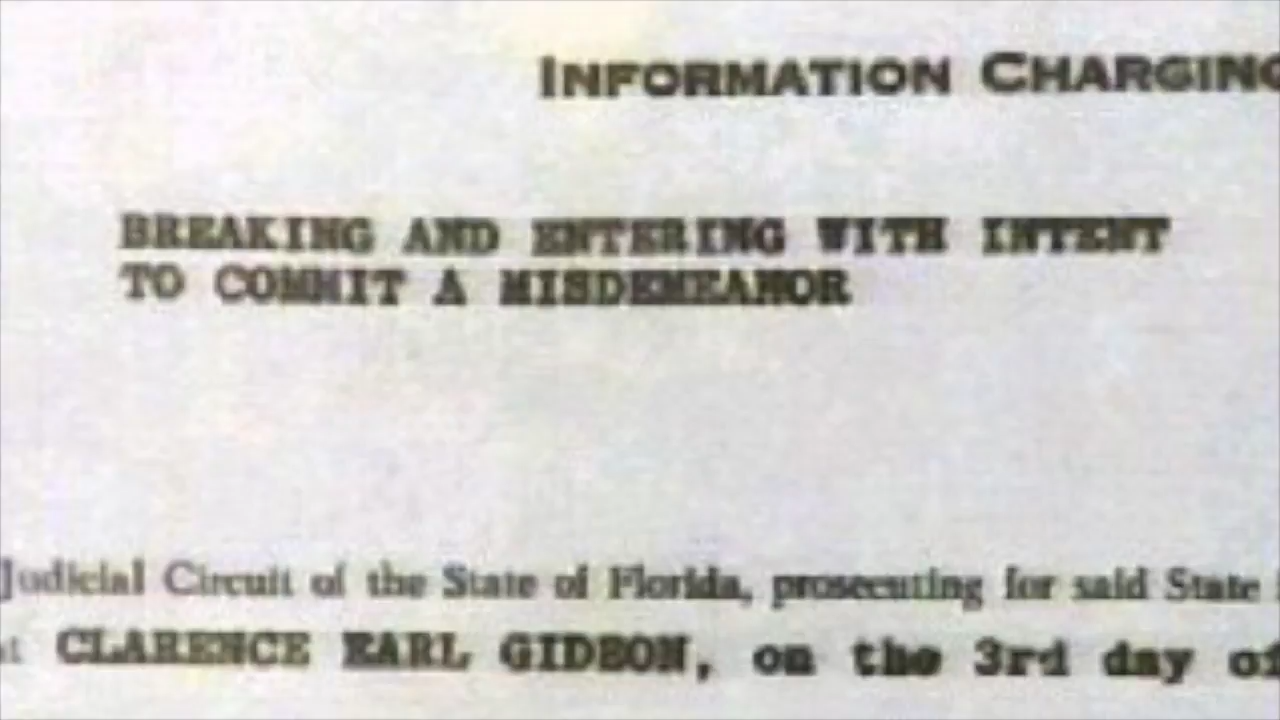 INFORMATION CHARGING
BREAKING AND ENTERING WITH INTENT
TO COMMIT A MISDEMEANOR
Judicial Circuit of the State of Florida, prosecuting for said State
CLARENCE EARL GIDEON, on the 3rd day of